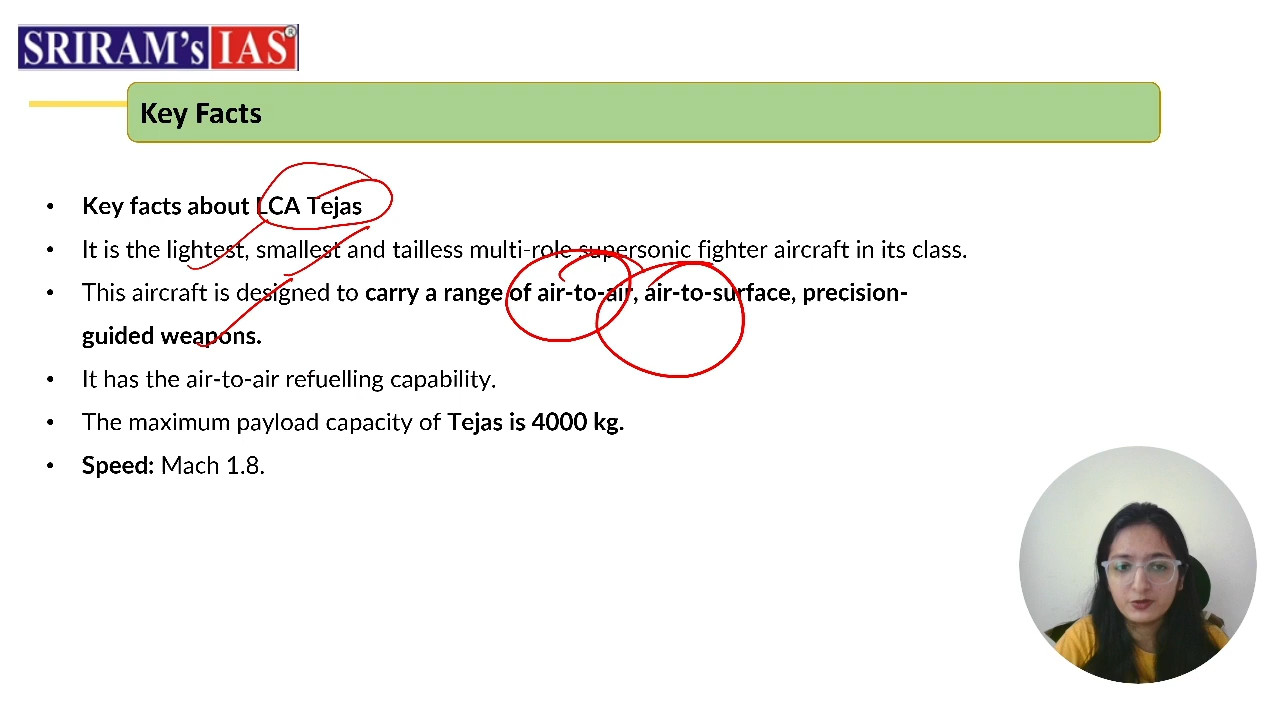 SRIRAM's IAS®
Key Facts
• Key facts about LCA Tejas
• It is the lightest, smallest and tailless multi-role supersonic fighter aircraft in its class.
• This aircraft is designed to carry a range of air-to-air, air-to-surface, precision-
guided weapons.
• It has the air-to-air refuelling capability.
• The maximum payload capacity of Tejas is 4000 kg.
• Speed: Mach 1.8.